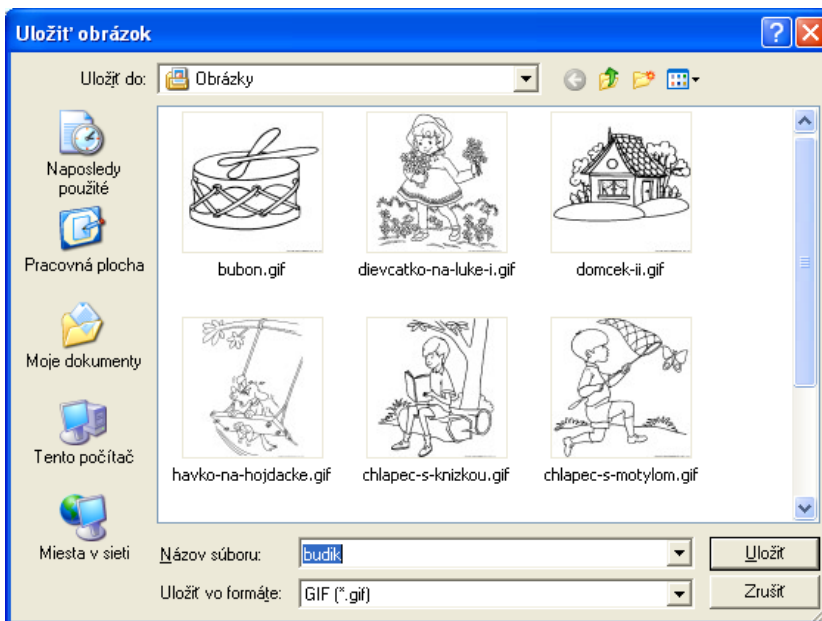 Uložiť obrázok
Uložiť do:
Obrázky
Naposledy
použité
Pracovná plocha
Moje dokumenty
Tento počítač
Miesta v sieti
bubon.gif
dievcatko-na-luke-i.gif
domcek-ii.gif
havko-na-hojdacke.gif
chlapec-s-knizkou.gif
chlapec-s-motylom.gif
Názov súboru:
budik
Uložiť
Uložiť vo formáte:
GIF (*.gif)
Zrušiť